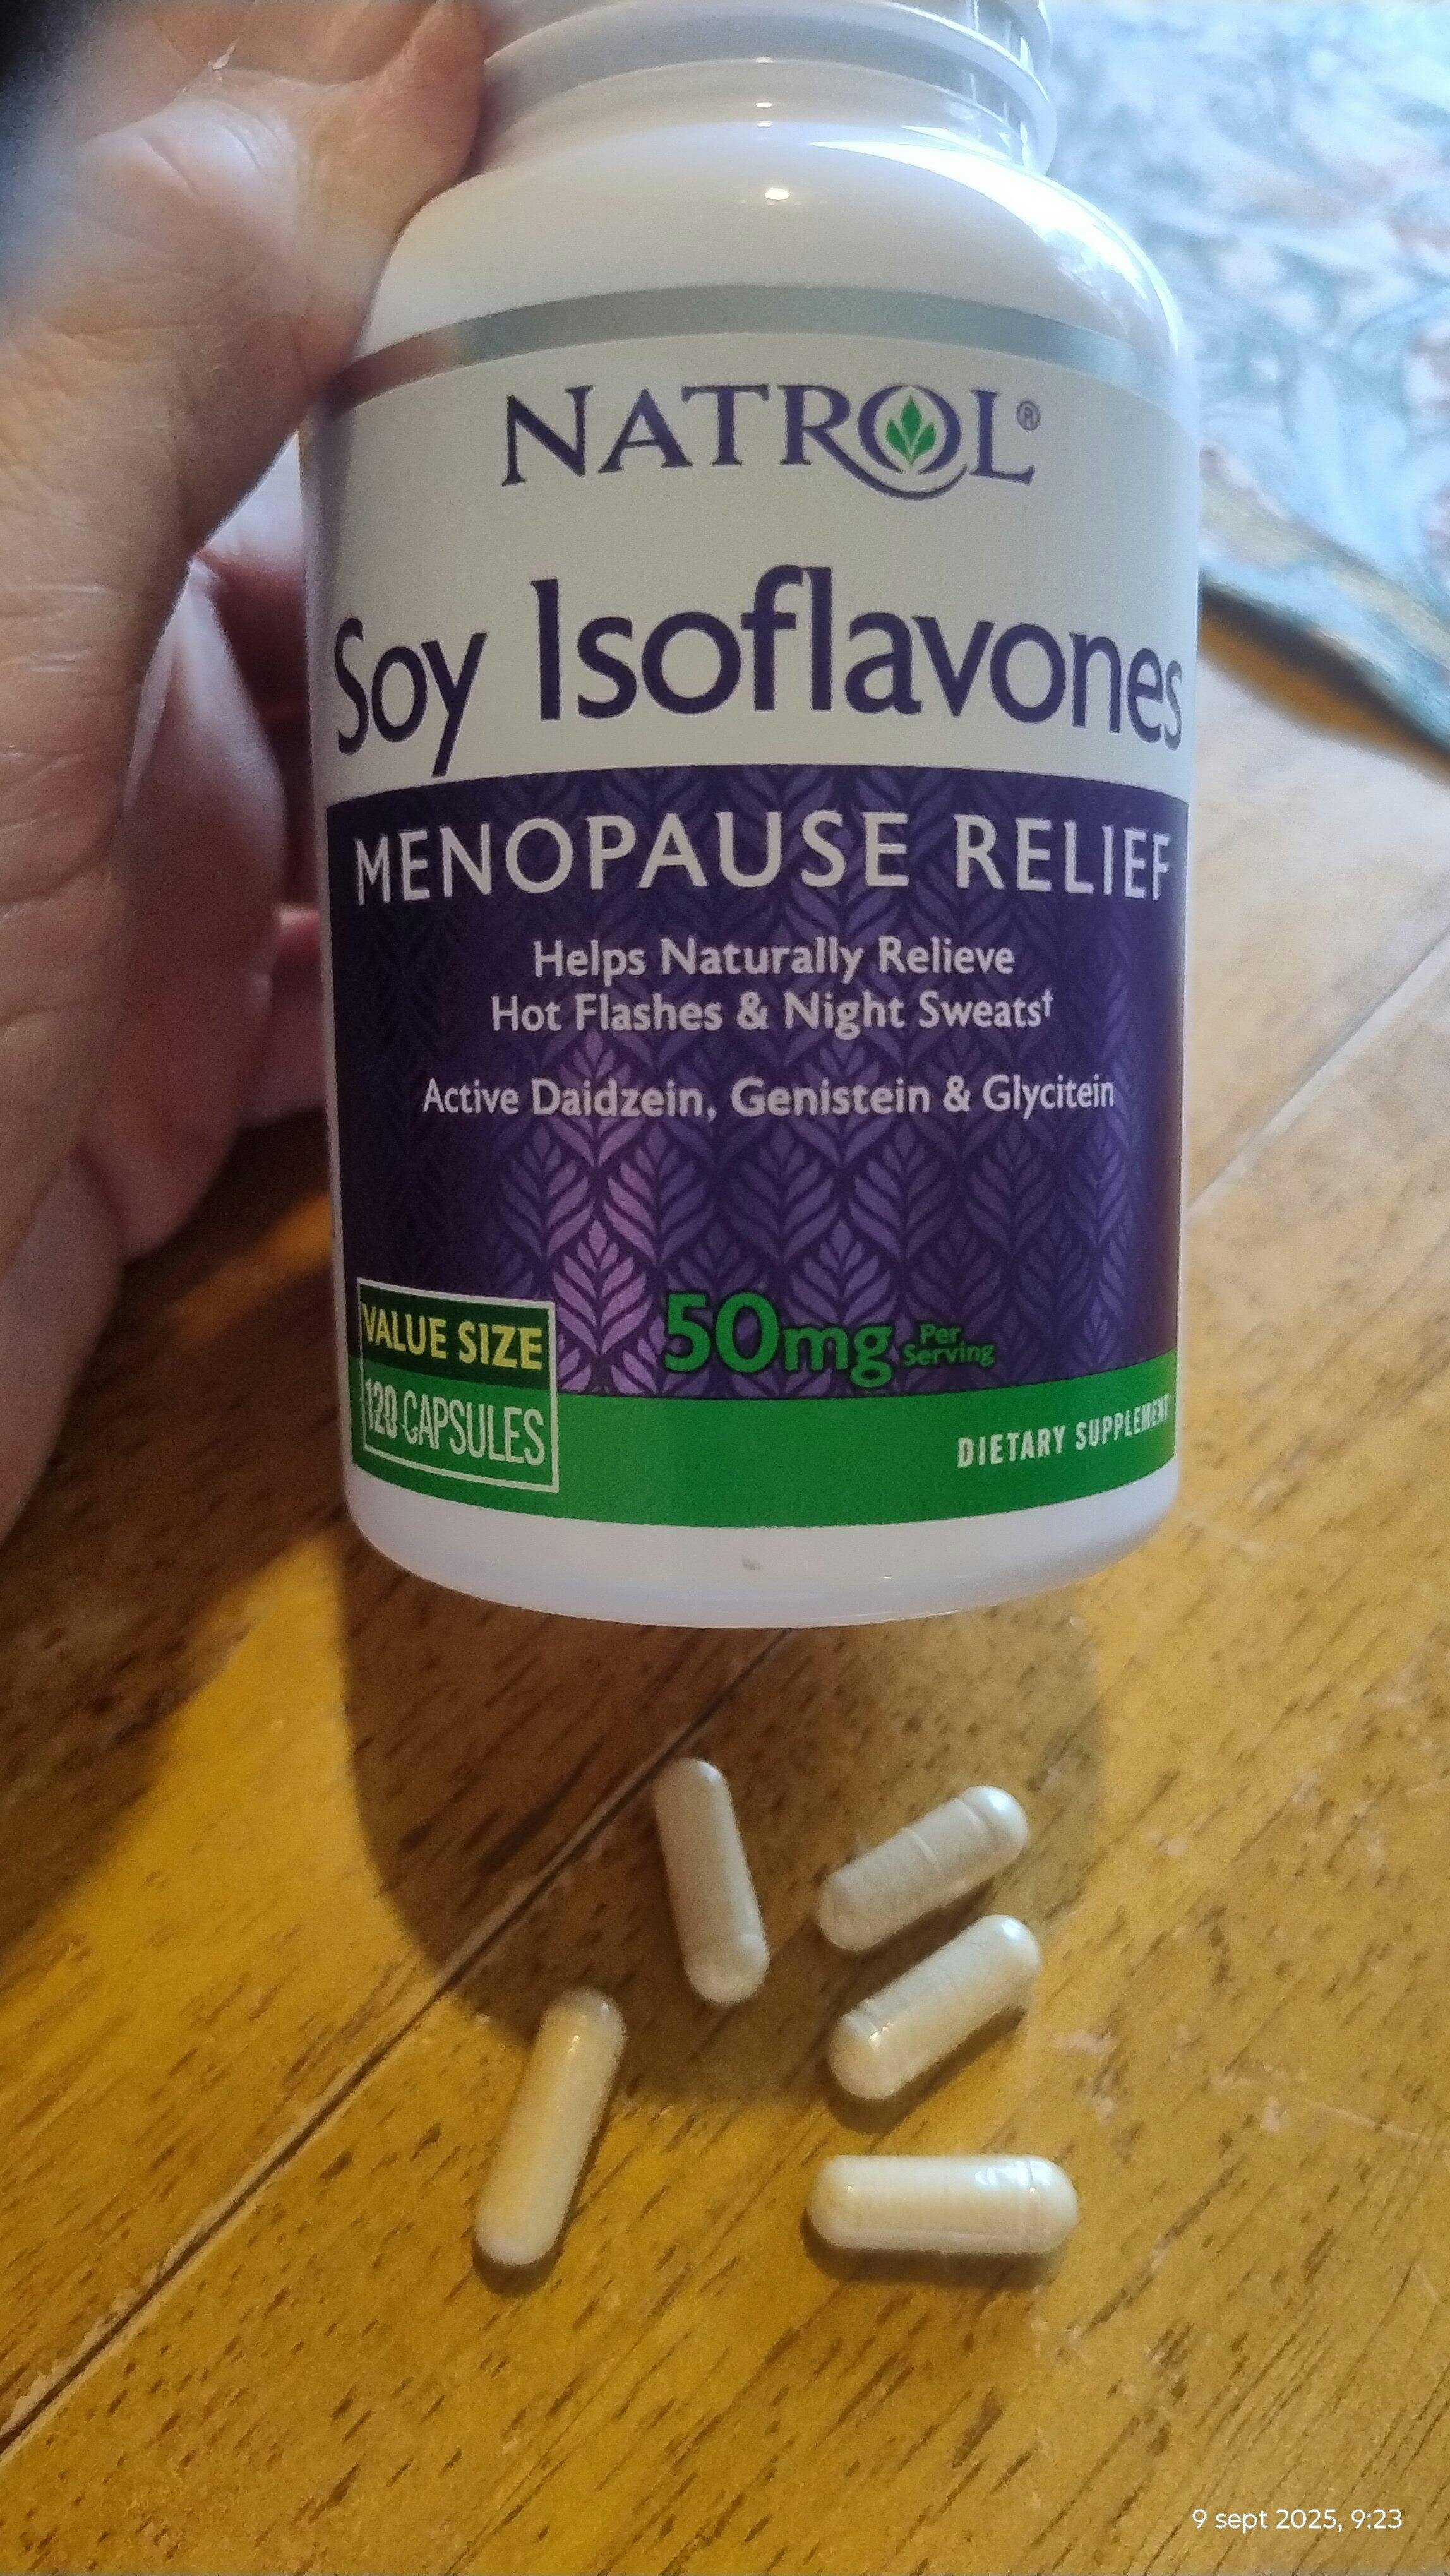 NATROL®
Soy Isoflavones
MENOPAUSE RELIEF
Helps Naturally Relieve
Hot Flashes & Night Sweats†
Active Daidzein, Genistein & Glycitein
50mg Per Serving
VALUE SIZE
120 CAPSULES
DIETARY SUPPLEMENT
9 sept 2025, 9:23